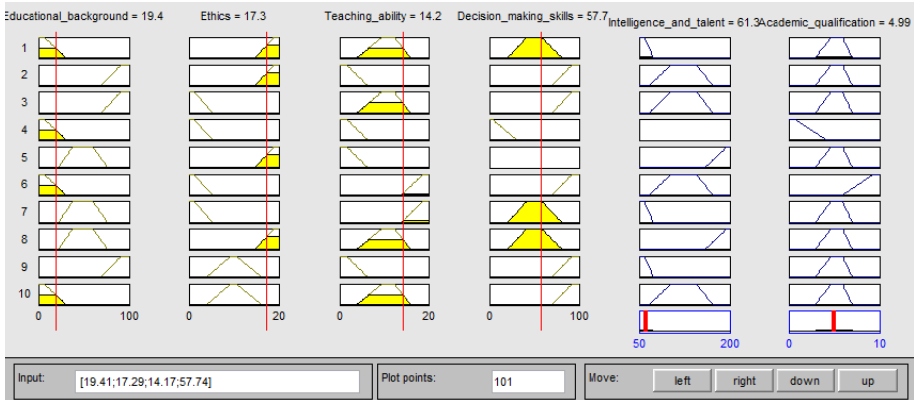 Educational_background = 19.4 Ethics = 17.3 Teaching_ability = 14.2 Decision_making_skills = 57.7 Intelligence_and_talent = 61.3 Academic_qualification = 4.99
1
2
3
4
5
6
7
8
9
10
0 100 0 20 0 20 0 100
50 200 0 10
Input: [19.41;17.29;14.17;57.74] Plot points: 101 Move: left right down up